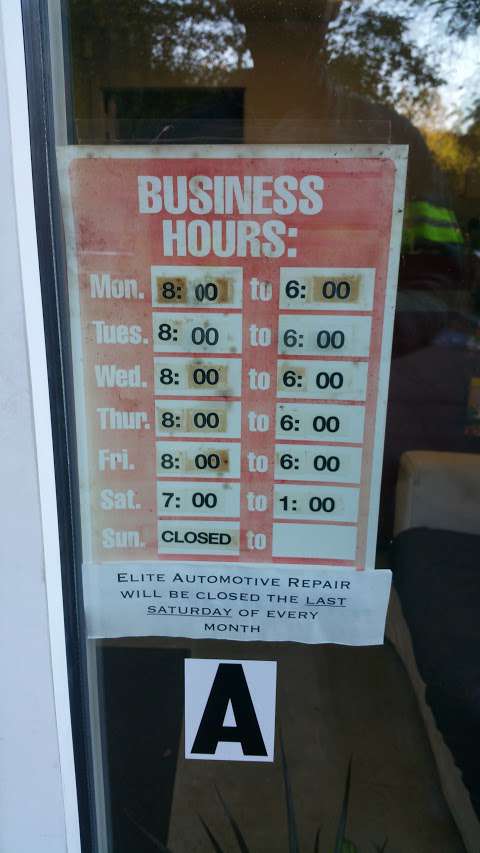 BUSINESS
HOURS:
Mon. 8: 00 to 6: 00
Tues. 8: 00 to 6: 00
Wed. 8: 00 to 6: 00
Thur. 8: 00 to 6: 00
Fri. 8: 00 to 6: 00
Sat. 7: 00 to 1: 00
Sun. CLOSED to
ELITE AUTOMOTIVE REPAIR
WILL BE CLOSED THE LAST
SATURDAY OF EVERY
MONTH
A